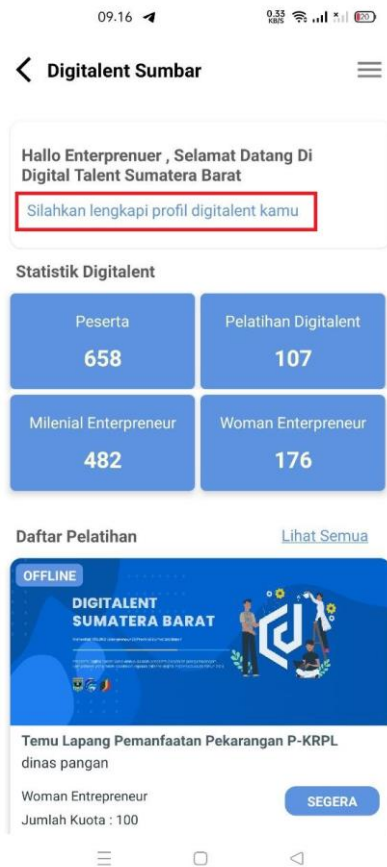 09.16
0.33
KB/S
20
Digitalent Sumbar
Hallo Enterprenuer , Selamat Datang Di
Digital Talent Sumatera Barat
Silahkan lengkapi profil digitalent kamu
Statistik Digitalent
Peserta
658
Pelatihan Digitalent
107
Milenial Enterpreneur
482
Woman Enterpreneur
176
Daftar Pelatihan
Lihat Semua
OFFLINE
DIGITALENT
SUMATERA BARAT
Temu Lapang Pemanfaatan Pekarangan P-KRPL
dinas pangan
Woman Entrepreneur
Jumlah Kuota : 100
SEGERA